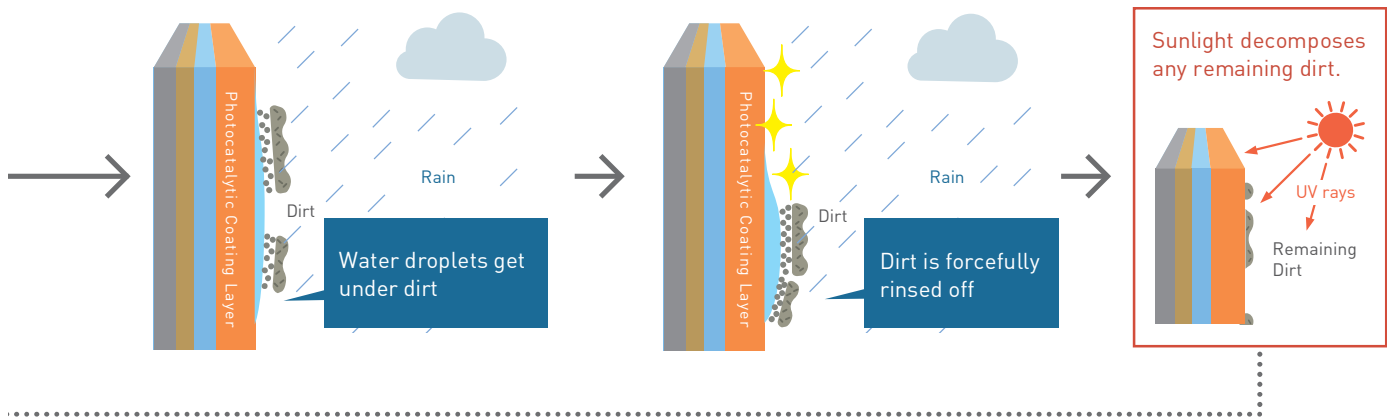 Photocatalytic Coating Layer
Rain
Dirt
Water droplets get
under dirt
Photocatalytic Coating Layer
Rain
Dirt
Dirt is forcefully
rinsed off
Sunlight decomposes
any remaining dirt.
UV rays
Remaining
Dirt